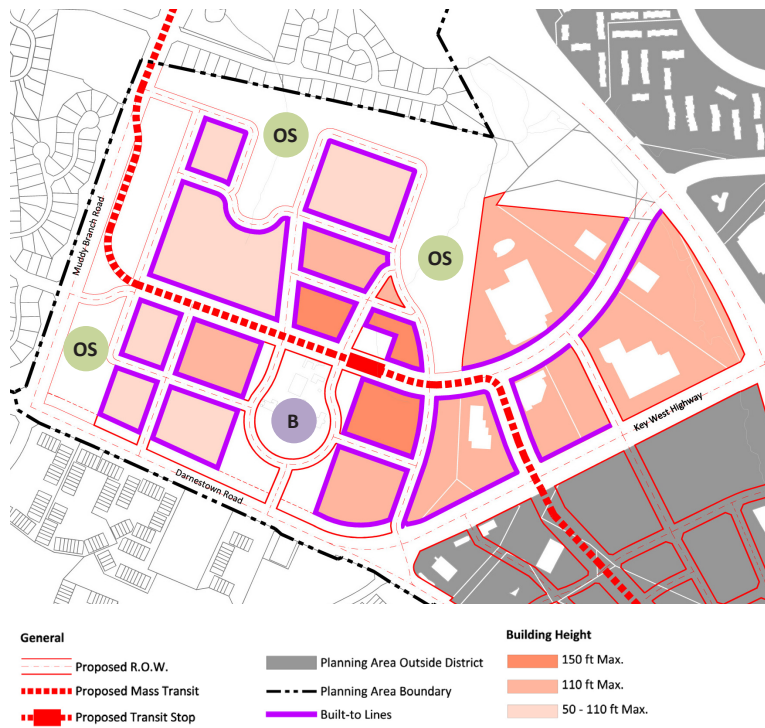 OS
OS
Muddy Branch Road
OS
B
Key West Highway
Darnestown Road
General
Proposed R.O.W.
Proposed Mass Transit
Proposed Transit Stop
Planning Area Outside District
Planning Area Boundary
Built-to Lines
Building Height
150 ft Max.
110 ft Max.
50 - 110 ft Max.